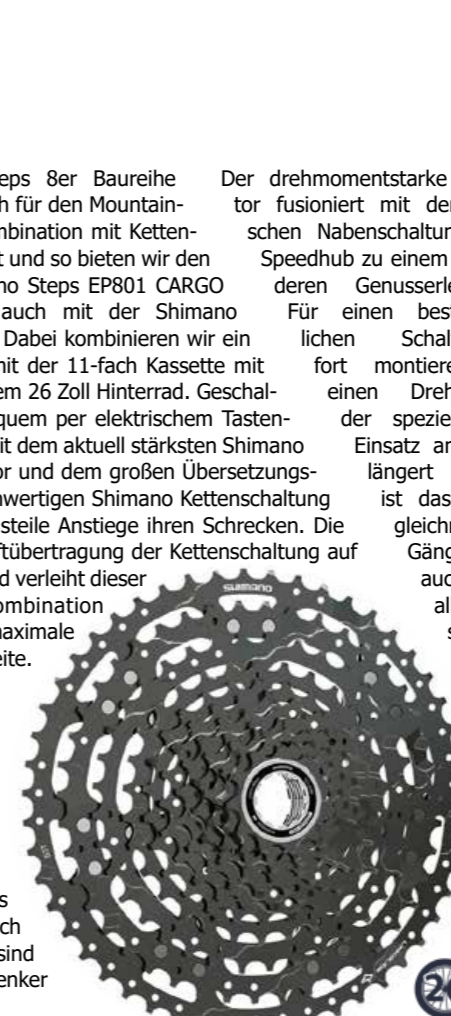 eps 8er Baureihe
h für den Mountain-
mbination mit Ketten-
t und so bieten wir den
no Steps EP801 CARGO
auch mit der Shimano
Dabei kombinieren wir ein
mit der 11-fach Kassette mit
em 26 Zoll Hinterrad. Geschal-
quem per elektrischem Tasten-
it dem aktuell stärksten Shimano
or und dem großen Übersetzungs-
hwertigen Shimano Kettenschaltung
steile Anstiege ihren Schrecken. Die
ftübertragung der Kettenschaltung auf
d verleiht dieser
ombination
maximale
eite.
s
ch
sind
enker
Der drehmomentstarke
tor fusioniert mit der
schen Nabenschaltun
Speedhub zu einem
deren Genusserle
Für einen best
lichen Schal
fort montiere
einen Dreh
der spezie
Einsatz an
längert
ist das
gleichm
Gäng
auc
al
s
SHIMANO
2